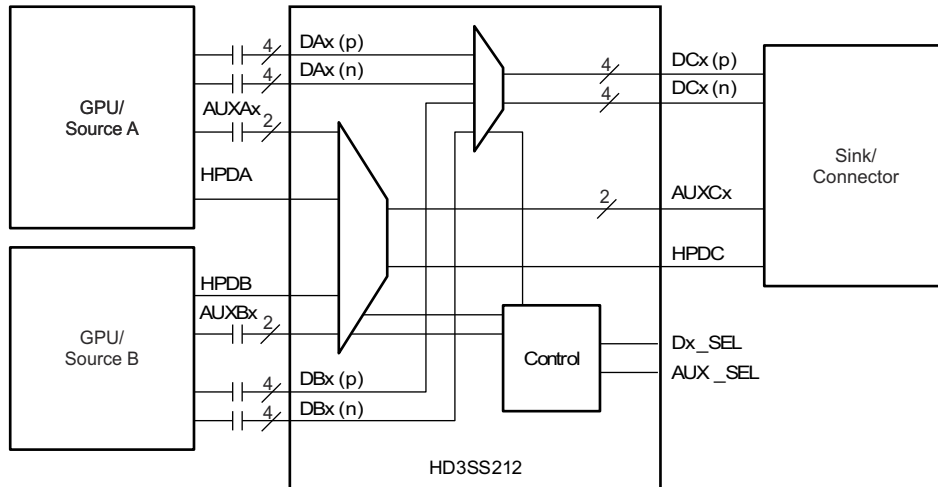 GPU/
Source A
4
DAx (p)
4
DAx (n)
AUXAx
2
HPDA
GPU/
Source B
HPDB
AUXBx
2
4
DBx (p)
4
DBx (n)
4
DCx (p)
4
DCx (n)
2
AUXCx
HPDC
Control
Dx_SEL
AUX_SEL
Sink/
Connector
HD3SS212